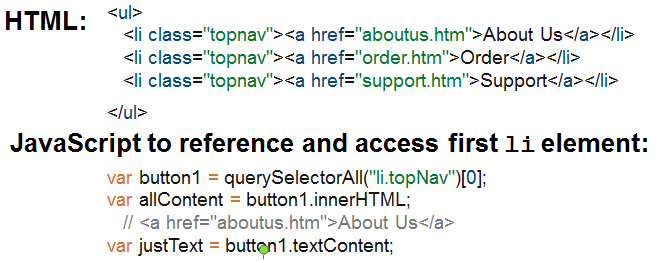 HTML:
<ul>
<li class="topnav"><a href="aboutus.htm">About Us</a></li>
<li class="topnav"><a href="order.htm">Order</a></li>
<li class="topnav"><a href="support.htm">Support</a></li>
</ul>
JavaScript to reference and access first li element:
var button1 = querySelectorAll("li.topNav")[0];
var allContent = button1.innerHTML;
// <a href="aboutus.htm">About Us</a>
var justText = button1.textContent;